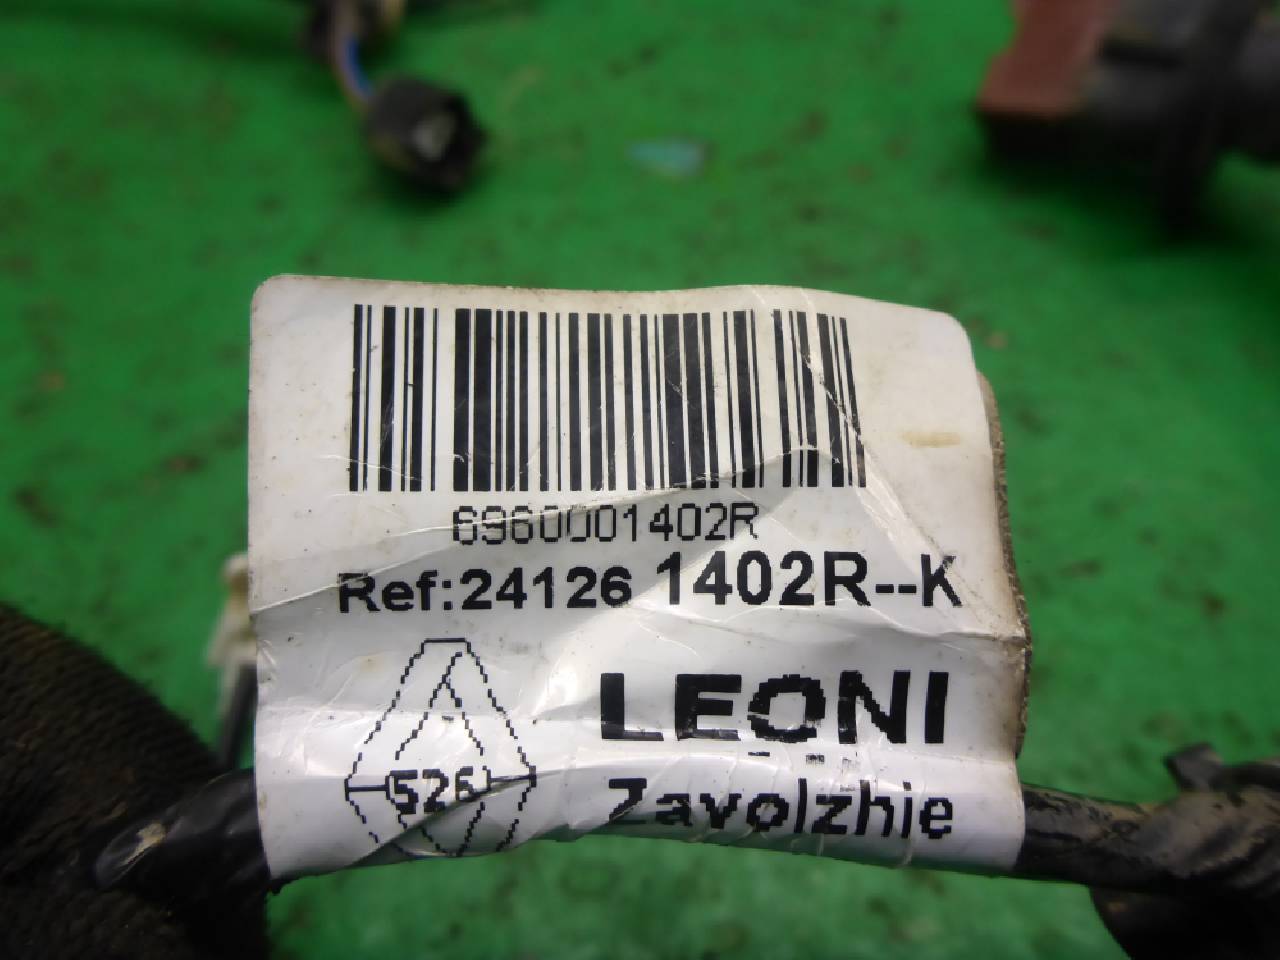 6960001402R
Ref:24126 1402R--K
LEONI
526
Zavolzhie